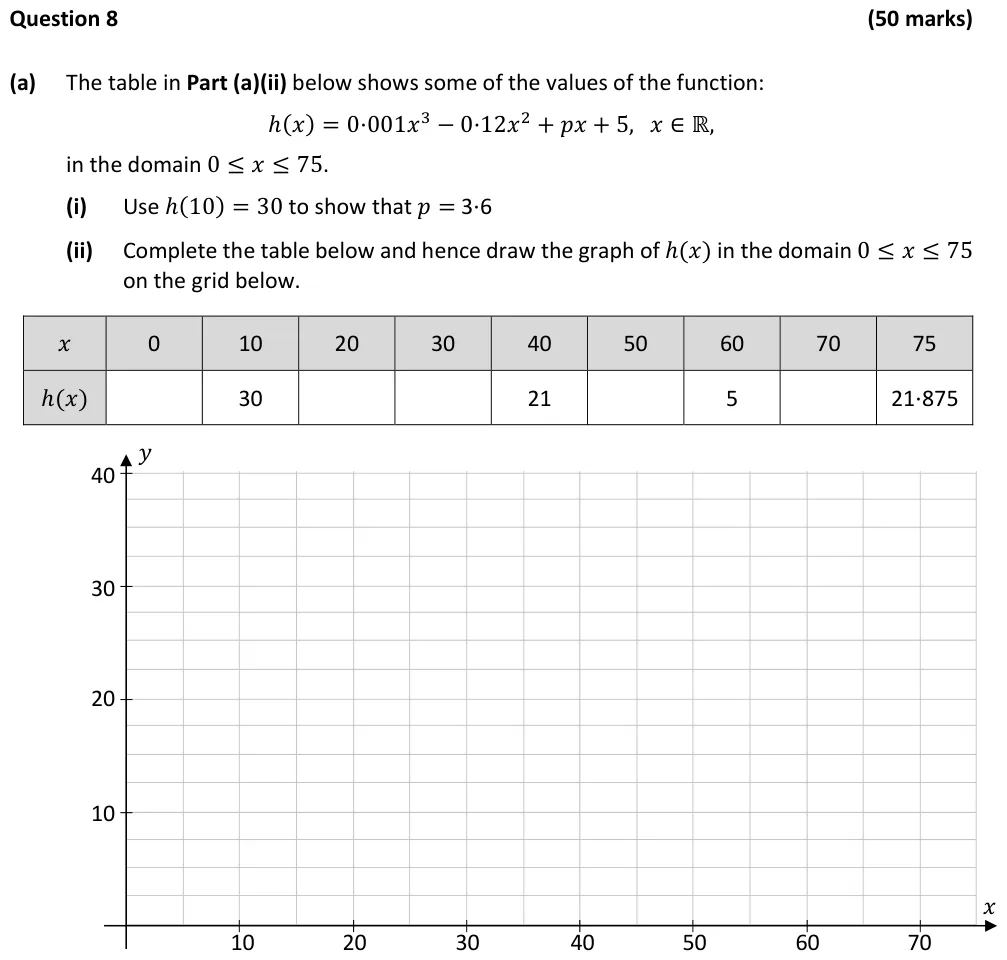 Question 8 (50 marks)
(a) The table in Part (a)(ii) below shows some of the values of the function:
h(x) = 0·001x³ − 0·12x² + px + 5, x ∈ ℝ,
in the domain 0 ≤ x ≤ 75.
(i) Use h(10) = 30 to show that p = 3·6
(ii) Complete the table below and hence draw the graph of h(x) in the domain 0 ≤ x ≤ 75
on the grid below.
x 0 10 20 30 40 50 60 70 75
h(x) 30 21 5 21·875
y
40
30
20
10
x
10 20 30 40 50 60 70